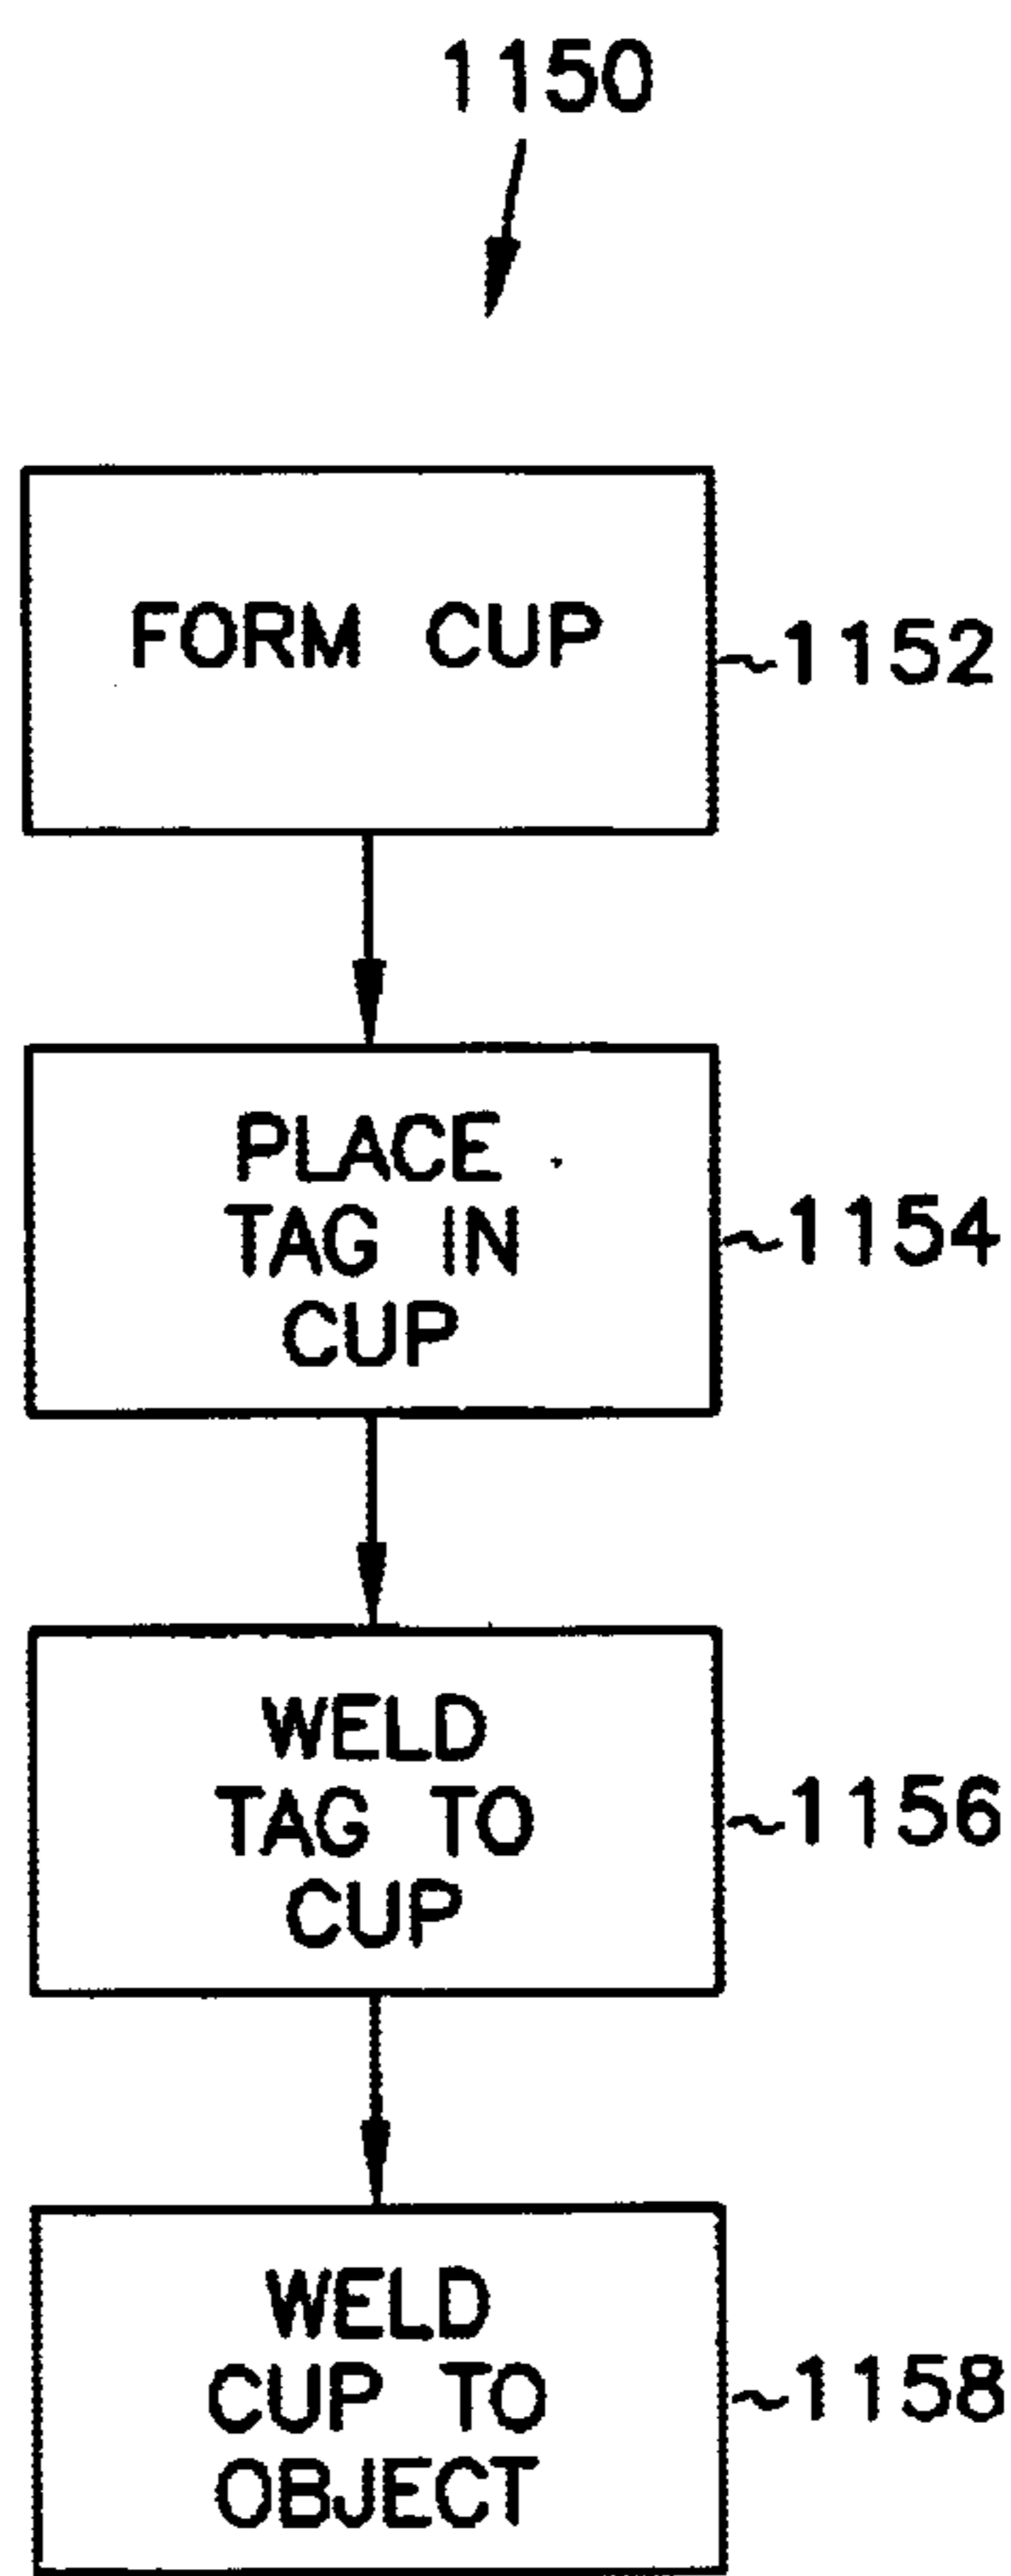 1150
FORM CUP
1152
PLACE
TAG IN
CUP
1154
WELD
TAG TO
CUP
1156
WELD
CUP TO
OBJECT
1158